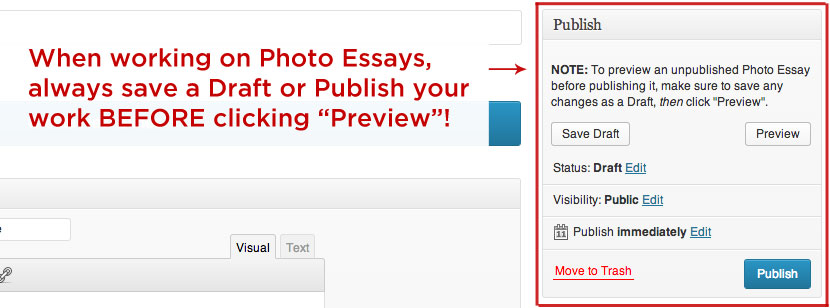 When working on Photo Essays,
always save a Draft or Publish your
work BEFORE clicking “Preview”!
Publish
NOTE: To preview an unpublished Photo Essay
before publishing it, make sure to save any
changes as a Draft, then click "Preview".
Save Draft Preview
Status: Draft Edit
Visibility: Public Edit
11 Publish immediately Edit
Move to Trash Publish
e
Visual Text